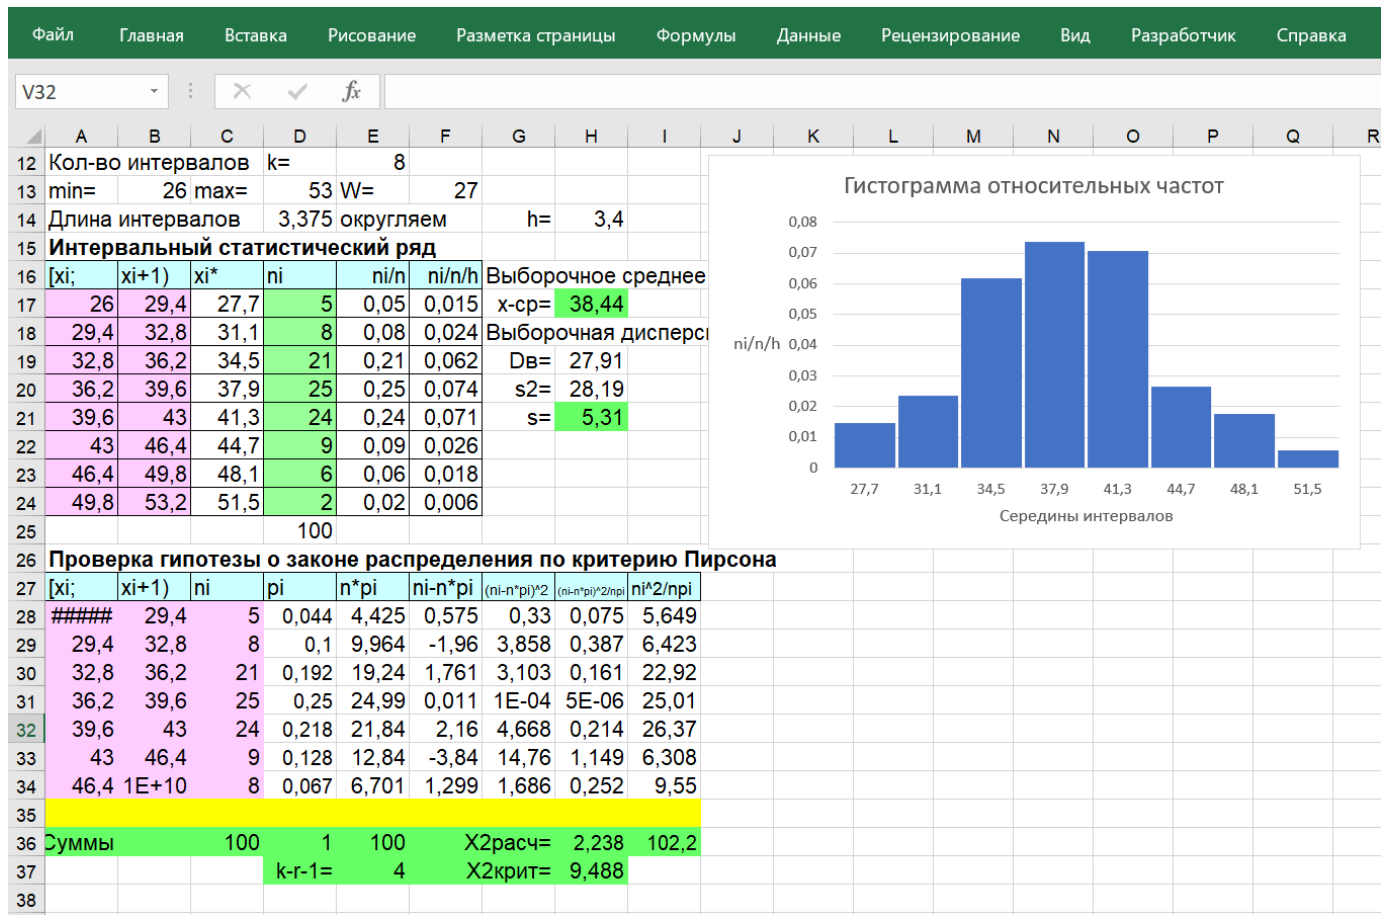 Файл Главная Вставка Рисование Разметка страницы Формулы Данные Рецензирование Вид Разработчик Справка
V32 fx
A B C D E F G H I J K L M N O P Q R
12 Кол-во интервалов k= 8
13 min= 26 max= 53 W= 27
14 Длина интервалов 3,375 округляем h= 3,4
15 Интервальный статистический ряд
16 [xi; xi+1) xi* ni ni/n ni/n/h Выборочное среднее
17 26 29,4 27,7 5 0,05 0,015 x-ср= 38,44
18 29,4 32,8 31,1 8 0,08 0,024 Выборочная дисперси
19 32,8 36,2 34,5 21 0,21 0,062 Dв= 27,91
20 36,2 39,6 37,9 25 0,25 0,074 s2= 28,19
21 39,6 43 41,3 24 0,24 0,071 s= 5,31
22 43 46,4 44,7 9 0,09 0,026
23 46,4 49,8 48,1 6 0,06 0,018
24 49,8 53,2 51,5 2 0,02 0,006
25 100
Гистограмма относительных частот
0,08
0,07
0,06
0,05
ni/n/h 0,04
0,03
0,02
0,01
0
27,7 31,1 34,5 37,9 41,3 44,7 48,1 51,5
Середины интервалов
26 Проверка гипотезы о законе распределения по критерию Пирсона
27 [xi; xi+1) ni pi n*pi ni-n*pi (ni-n*pi)^2 (ni-n*pi)^2/npi ni^2/npi
28 ##### 29,4 5 0,044 4,425 0,575 0,33 0,075 5,649
29 29,4 32,8 8 0,1 9,964 -1,96 3,858 0,387 6,423
30 32,8 36,2 21 0,192 19,24 1,761 3,103 0,161 22,92
31 36,2 39,6 25 0,25 24,99 0,011 1E-04 5E-06 25,01
32 39,6 43 24 0,218 21,84 2,16 4,668 0,214 26,37
33 43 46,4 9 0,128 12,84 -3,84 14,76 1,149 6,308
34 46,4 1E+10 8 0,067 6,701 1,299 1,686 0,252 9,55
35
36 Суммы 100 1 100 X2расч= 2,238 102,2
37 k-r-1= 4 X2крит= 9,488
38